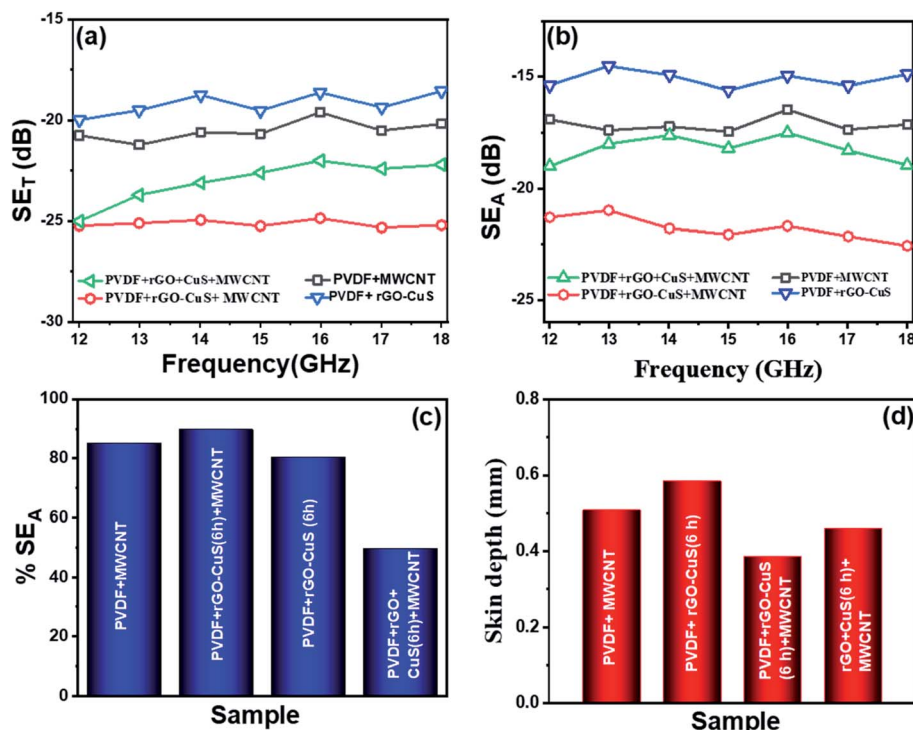 (a)
-15
-20
-25
-30
SE_T (dB)
PVDF+rGO+CuS+MWCNT
PVDF+rGO-CuS+ MWCNT
PVDF+MWCNT
PVDF+ rGO-CuS
12 13 14 15 16 17 18
Frequency(GHz)
(b)
-15
-20
-25
SE_A (dB)
PVDF+rGO+CuS+MWCNT
PVDF+rGO-CuS+MWCNT
PVDF+MWCNT
PVDF+rGO-CuS
12 13 14 15 16 17 18
Frequency (GHz)
(c)
100
80
60
40
20
0
% SE_A
PVDF+MWCNT
PVDF+rGO-CuS(6h)+MWCNT
PVDF+rGO-CuS (6h)
PVDF+rGO+
CuS(6h)+MWCNT
Sample
(d)
0.8
0.6
0.4
0.2
0.0
Skin depth (mm)
PVDF+ MWCNT
PVDF+ rGO-CuS(6 h)
PVDF+rGO-CuS
(6 h)+MWCNT
rGO+CuS(6 h)+
MWCNT
Sample